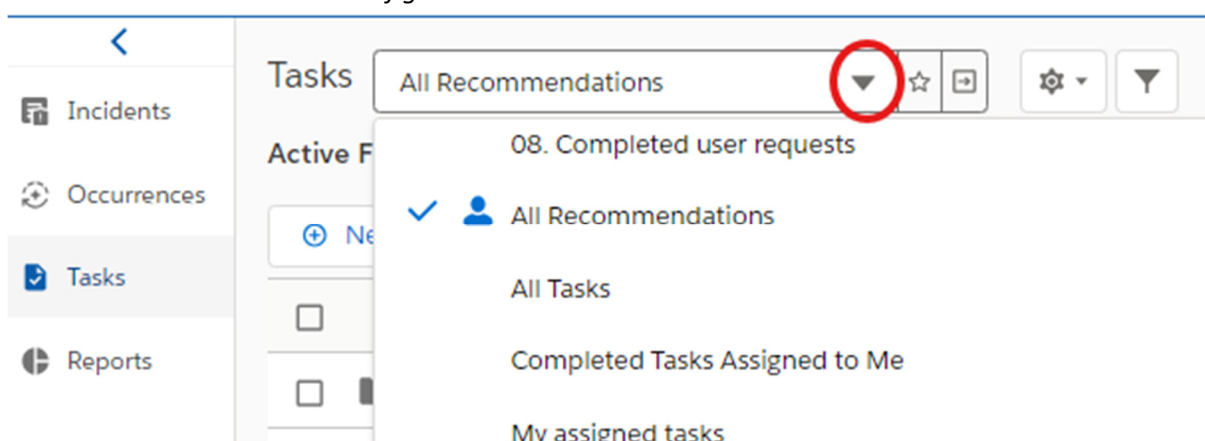 Incidents
Occurrences
Tasks
Reports
Tasks
All Recommendations
Active F
Ne
08. Completed user requests
All Recommendations
All Tasks
Completed Tasks Assigned to Me
My assigned tasks